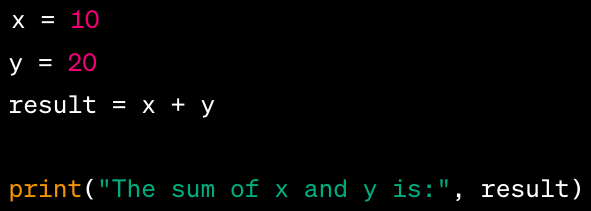 x = 10
y = 20
result = x + y
print("The sum of x and y is:", result)